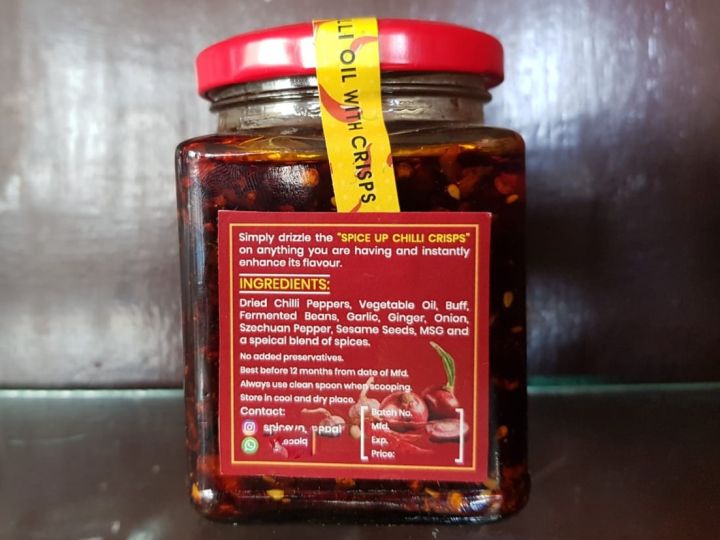 LLI OIL WITH CRISPS
Simply drizzle the "SPICE UP CHILLI CRISPS"
on anything you are having and instantly
enhance its flavour.
INGREDIENTS:
Dried Chilli Peppers, Vegetable Oil, Buff,
Fermented Beans, Garlic, Ginger, Onion,
Szechuan Pepper, Sesame Seeds, MSG and
a speical blend of spices.
No added preservatives.
Best before 12 months from date of Mfd.
Always use clean spoon when scooping.
Store in cool and dry place.
Contact:
Batch No.
Mfd.
Exp.
Price: